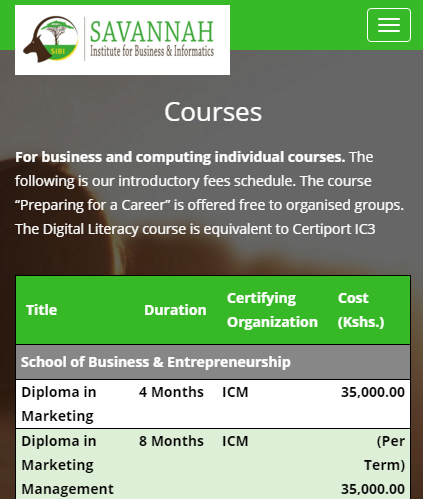 SAVANNAH
Institute for Business & Informatics
SIBI
Courses
For business and computing individual courses. The
following is our introductory fees schedule. The course
“Preparing for a Career” is offered free to organised groups.
The Digital Literacy course is equivalent to Certiport IC3
Title Duration Certifying Organization Cost (Kshs.)
School of Business & Entrepreneurship
Diploma in Marketing 4 Months ICM 35,000.00
Diploma in Marketing Management 8 Months ICM (Per Term) 35,000.00